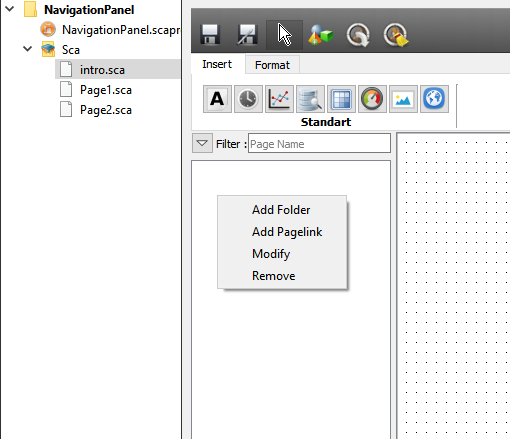 NavigationPanel
NavigationPanel.scapr
Sca
intro.sca
Page1.sca
Page2.sca
Insert
Format
A
Standart
Filter :
Page Name
Add Folder
Add Pagelink
Modify
Remove